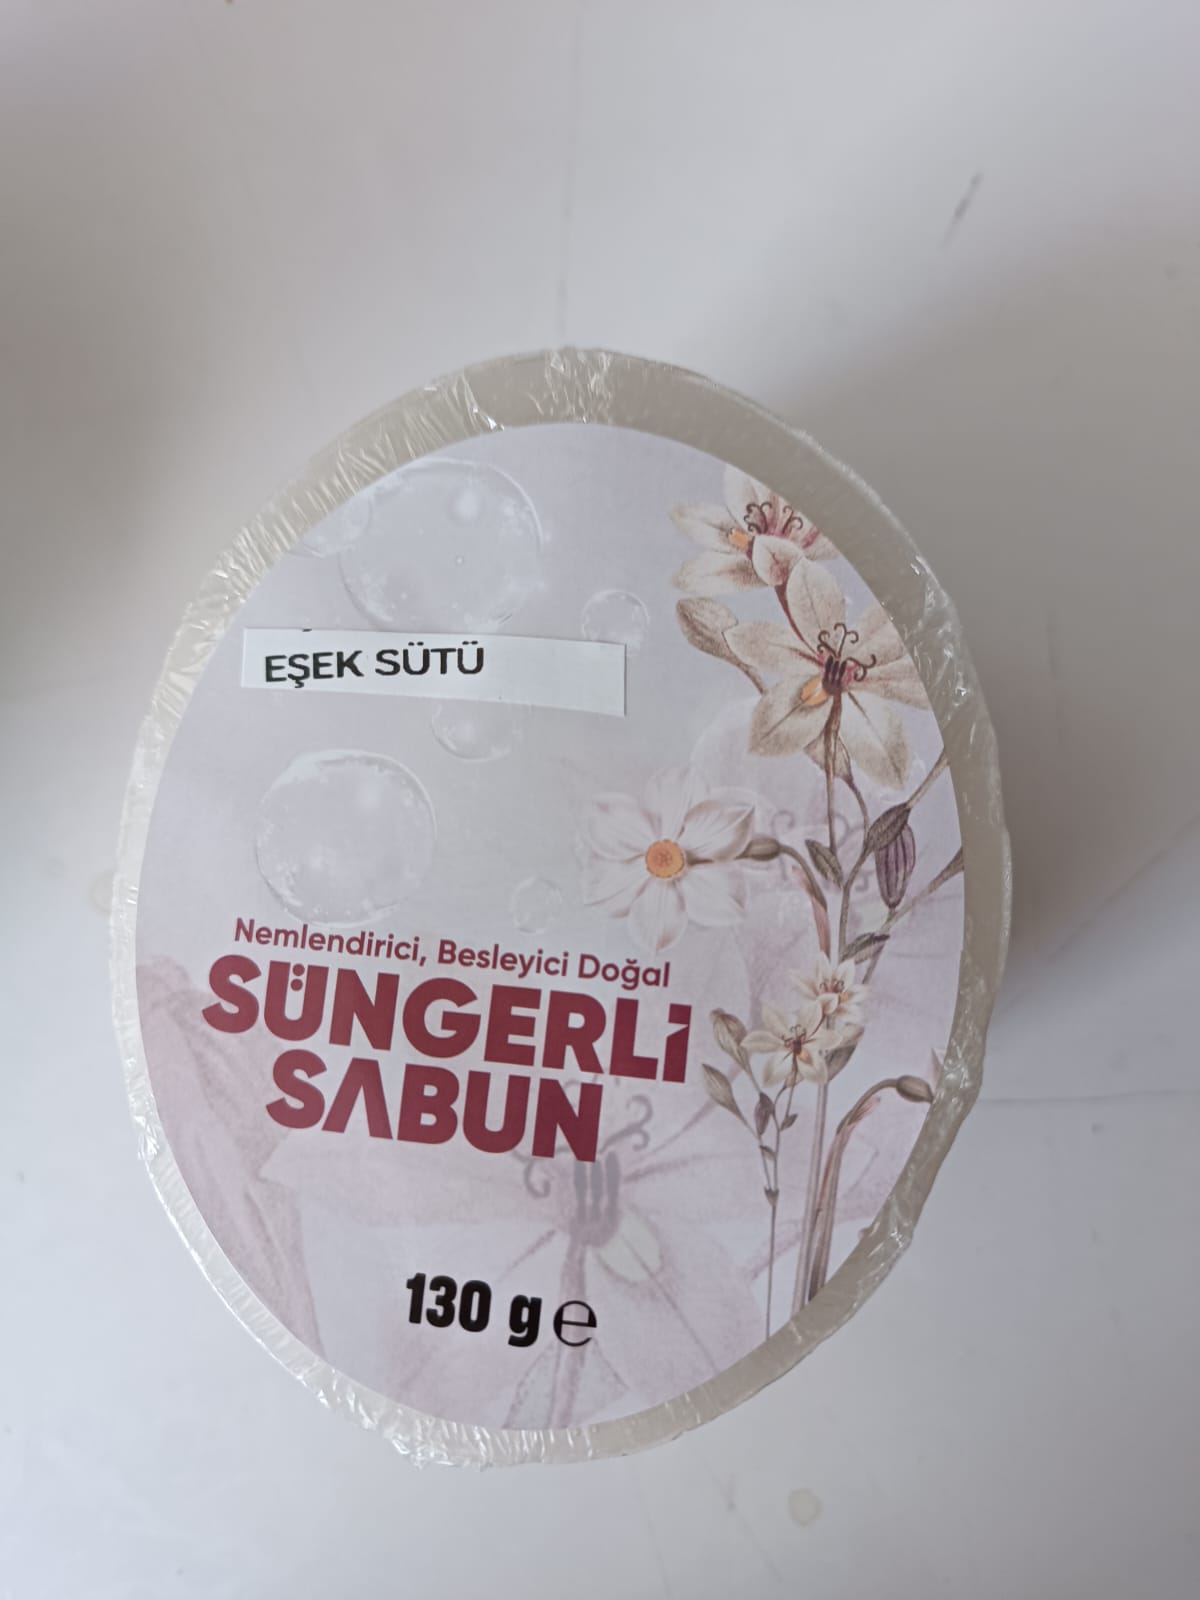 EŞEK SÜTÜ
Nemlendirici, Besleyici Doğal
SÜNGERLİ
SABUN
130 g ℮